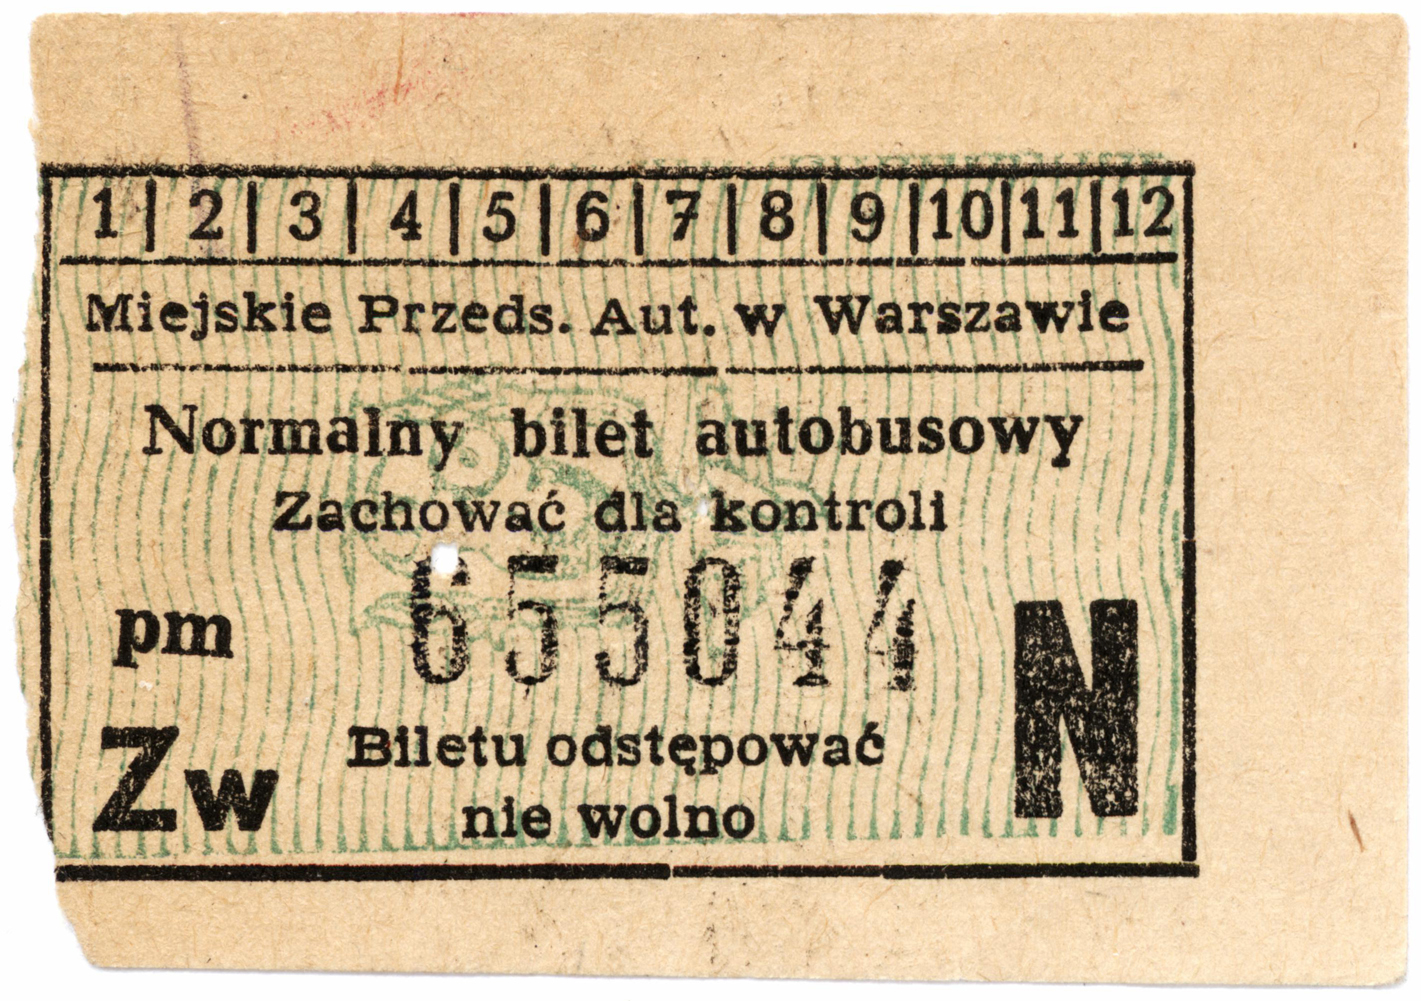 1 | 2 | 3 | 4 | 5 | 6 | 7 | 8 | 9 | 10 | 11 | 12
Miejskie Przeds. Aut. w Warszawie
Normalny bilet autobusowy
Zachować dla kontroli
655044
pm
N
Zw
Biletu odstępować
nie wolno